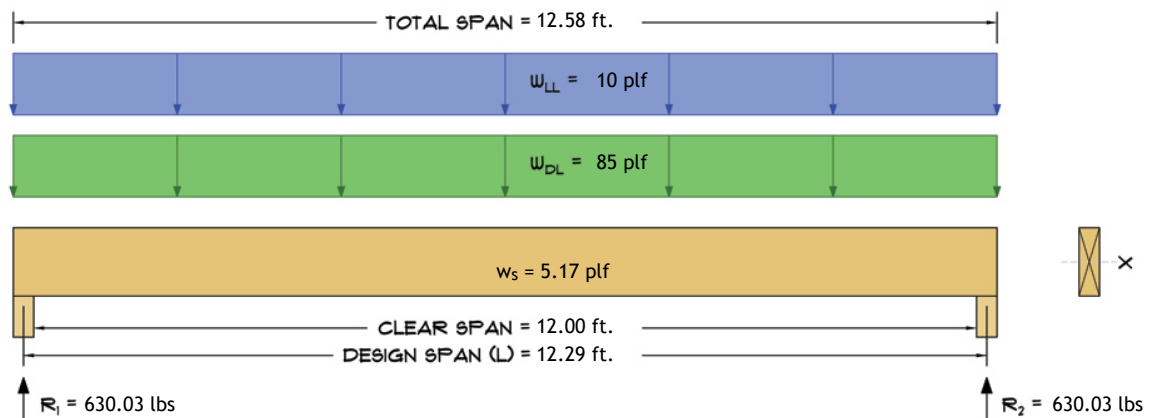 TOTAL SPAN = 12.58 ft.
wLL = 10 plf
wDL = 85 plf
ws = 5.17 plf
X
CLEAR SPAN = 12.00 ft.
DESIGN SPAN (L) = 12.29 ft.
R1 = 630.03 lbs
R2 = 630.03 lbs